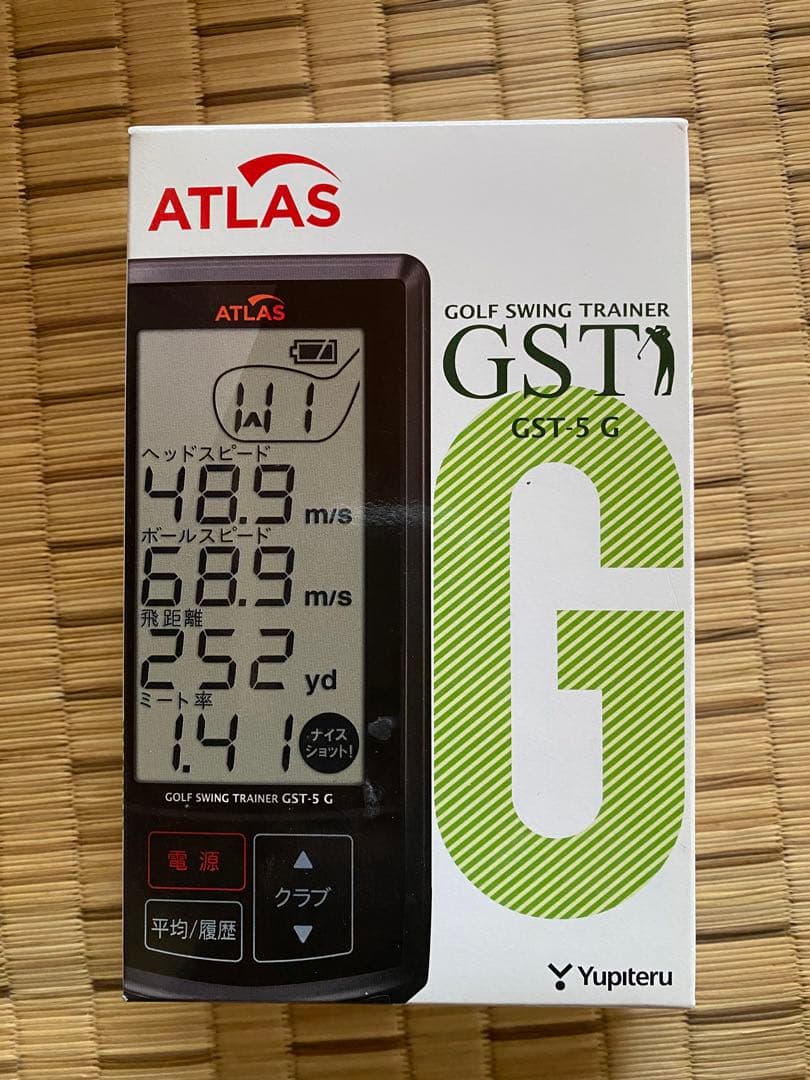 ATLAS
ATLAS
W1
ヘッドスピード
48.9 m/s
ボールスピード
68.9 m/s
飛距離
252 yd
ミート率
1.41
ナイス
ショット!
GOLF SWING TRAINER GST-5 G
電源
平均/履歴
▲
クラブ
▼
GOLF SWING TRAINER
GST
GST-5 G
G
Yupiteru